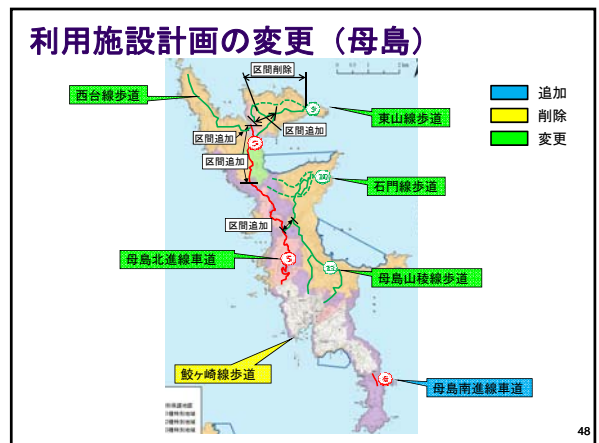 利用施設計画の変更（母島）
区間削除
追加
削除
変更
西台線歩道
東山線歩道
区間追加
区間追加
区間追加
石門線歩道
区間追加
母島北進線車道
5
母島山稜線歩道
鮫ヶ崎線歩道
6
母島南進線車道
48